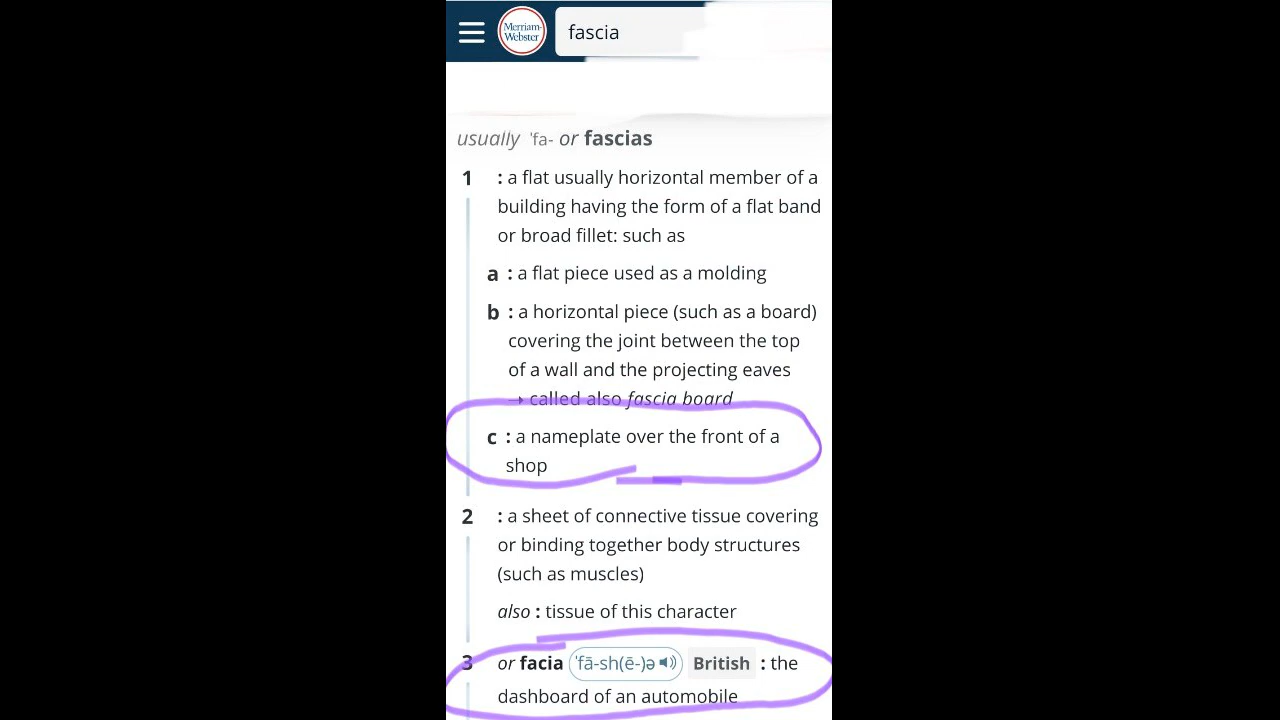 Merriam-
Webster
fascia
usually ˈfa- or fascias
1 : a flat usually horizontal member of a
building having the form of a flat band
or broad fillet: such as
a : a flat piece used as a molding
b : a horizontal piece (such as a board)
covering the joint between the top
of a wall and the projecting eaves
→ called also fascia board
c : a nameplate over the front of a
shop
2 : a sheet of connective tissue covering
or binding together body structures
(such as muscles)
also : tissue of this character
3 or facia ˈfā-sh(ē-)ə British : the
dashboard of an automobile